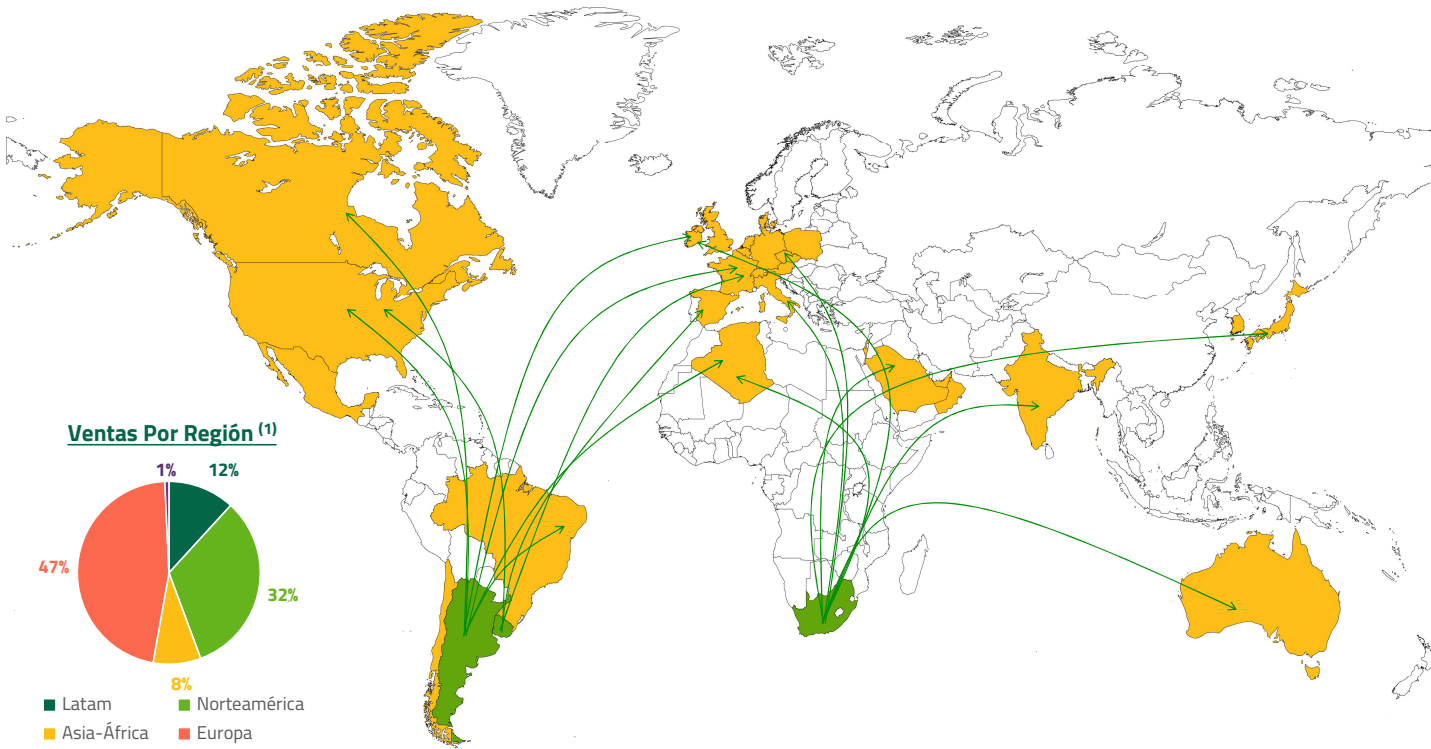 Ventas Por Región (1)
1% 12%
47%
32%
8%
Latam Norteamérica
Asia-África Europa